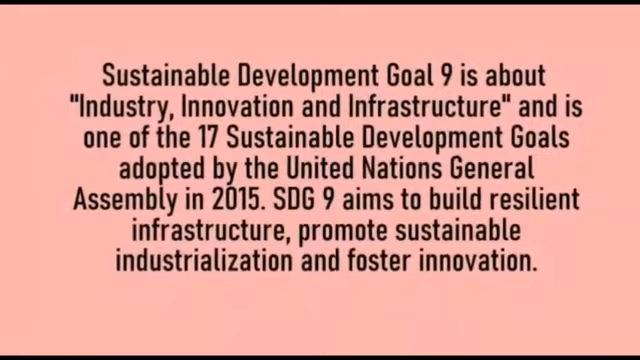 Sustainable Development Goal 9 is about
"Industry, Innovation and Infrastructure" and is
one of the 17 Sustainable Development Goals
adopted by the United Nations General
Assembly in 2015. SDG 9 aims to build resilient
infrastructure, promote sustainable
industrialization and foster innovation.